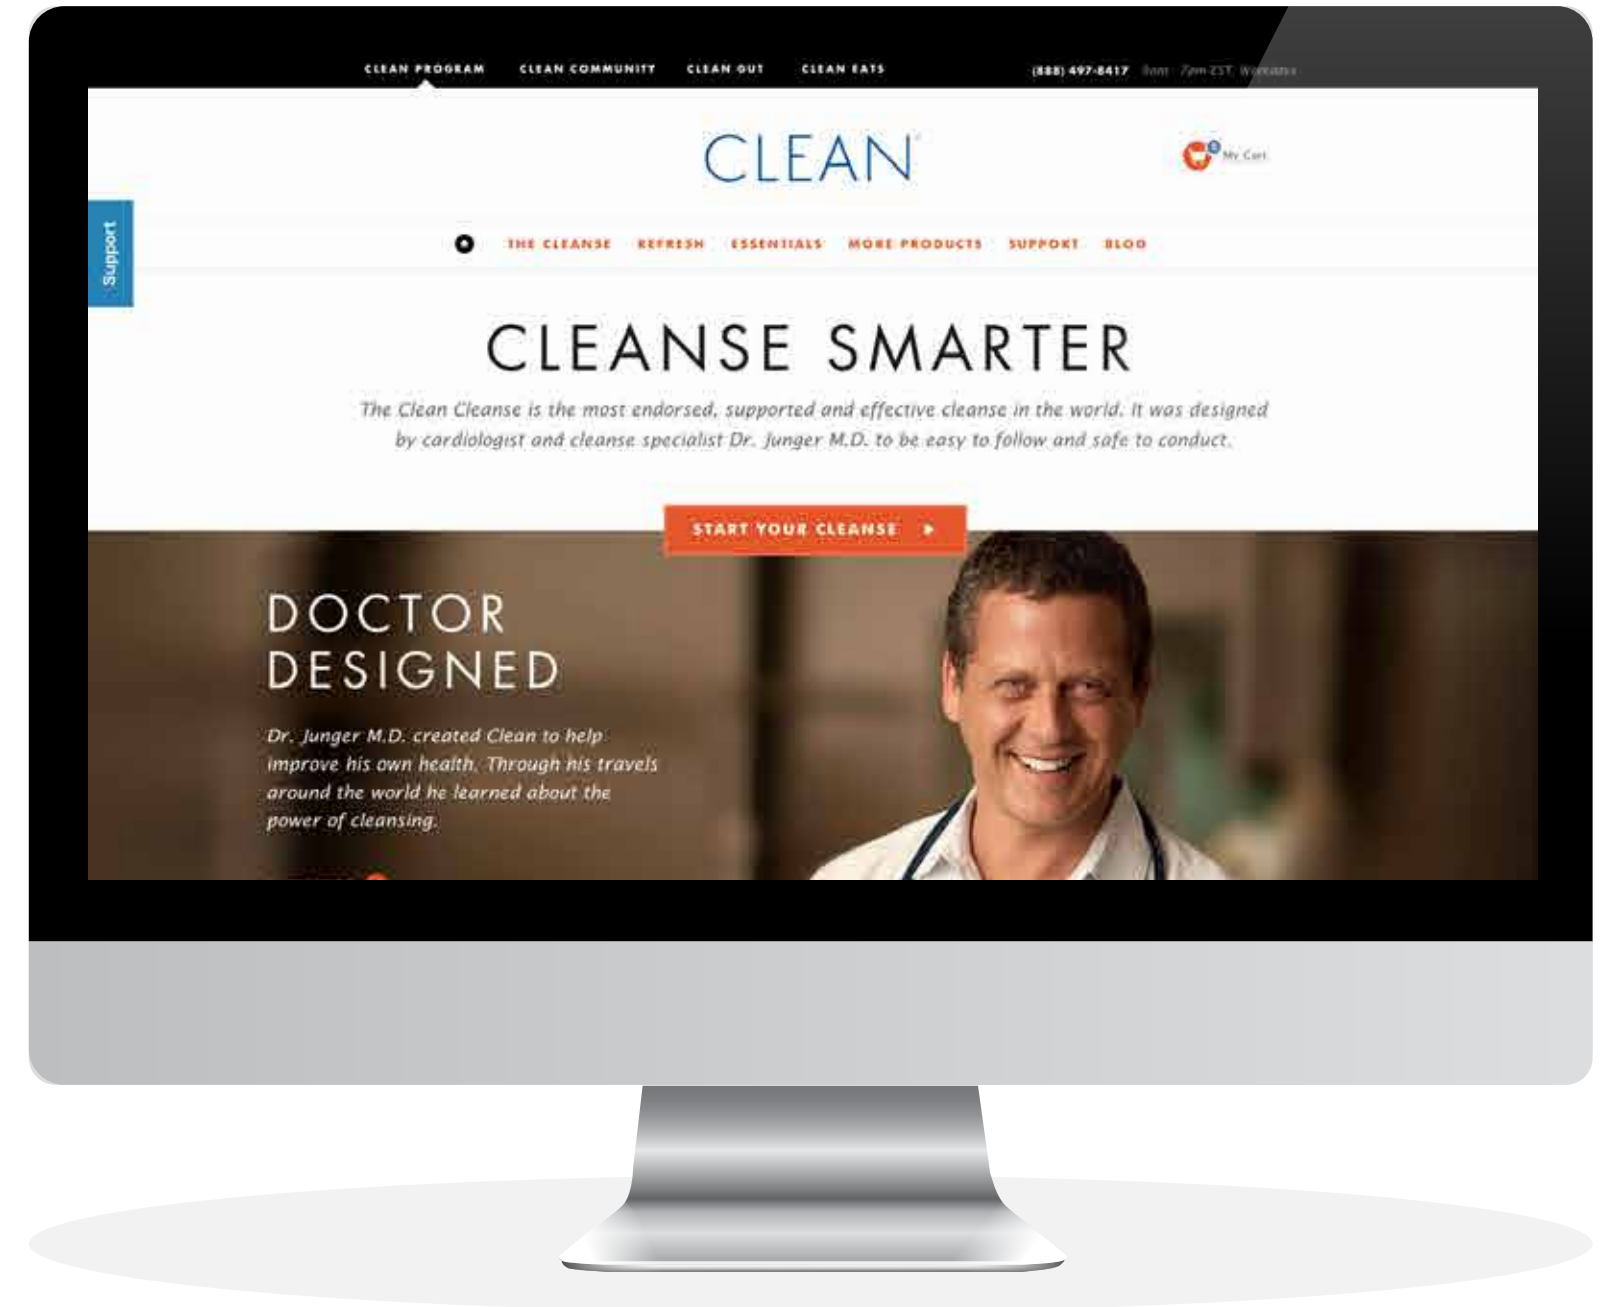 CLEAN PROGRAM CLEAN COMMUNITY CLEAN GUT CLEAN EATS (888) 497-8417 9am - 7pm EST,
CLEAN
My Cart
Support
THE CLEANSE REFRESH ESSENTIALS MORE PRODUCTS SUPPORT BLOG
CLEANSE SMARTER
The Clean Cleanse is the most endorsed, supported and effective cleanse in the world. It was designed
by cardiologist and cleanse specialist Dr. Junger M.D. to be easy to follow and safe to conduct.
START YOUR CLEANSE
DOCTOR
DESIGNED
Dr. Junger M.D. created Clean to help
improve his own health. Through his travels
around the world he learned about the
power of cleansing.